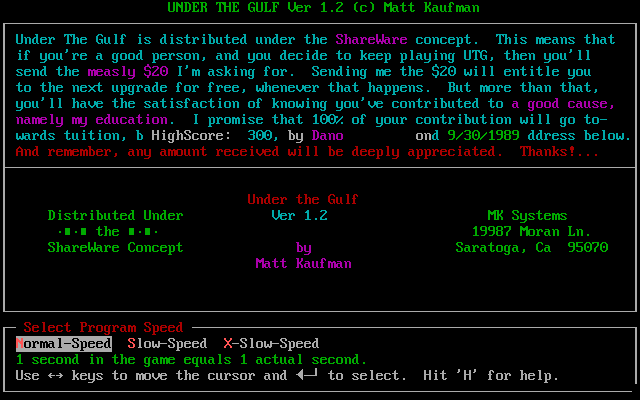 UNDER THE GULF Ver 1.2 (c) Matt Kaufman
Under The Gulf is distributed under the ShareWare concept.  This means that
if you're a good person, and you decide to keep playing UTG, then you'll
send the measly $20 I'm asking for.  Sending me the $20 will entitle you
to the next upgrade for free, whenever that happens.  But more than that,
you'll have the satisfaction of knowing you've contributed to a good cause,
namely my education.  I promise that 100% of your contribution will go to-
wards tuition, b HighScore:  300, by Dano         ond 9/30/1989 ddress below.
And remember, any amount received will be deeply appreciated.  Thanks!...
Under the Gulf
Distributed Under Ver 1.2 MK Systems
the 19987 Moran Ln.
ShareWare Concept by Saratoga, Ca  95070
Matt Kaufman
Select Program Speed
Normal-Speed  Slow-Speed  X-Slow-Speed
1 second in the game equals 1 actual second.
Use ↔ keys to move the cursor and ◄─┘ to select.  Hit 'H' for help.